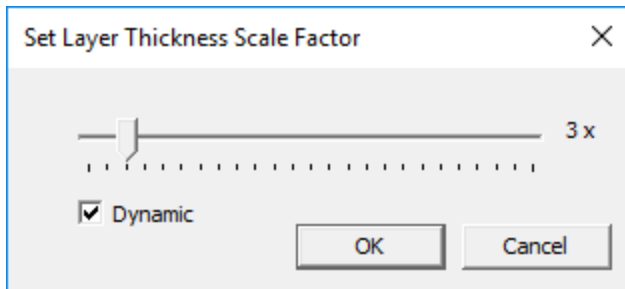 Set Layer Thickness Scale Factor
3 x
Dynamic
OK
Cancel